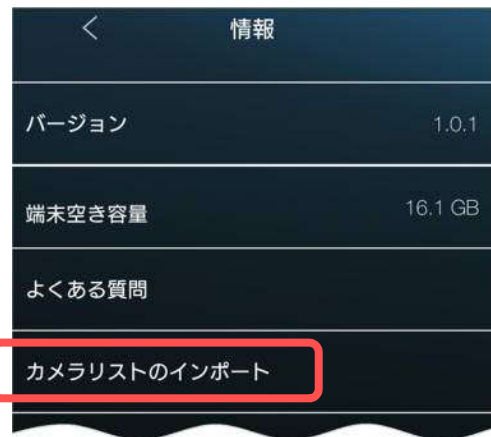 情報
バージョン 1.0.1
端末空き容量 16.1 GB
よくある質問
カメラリストのインポート